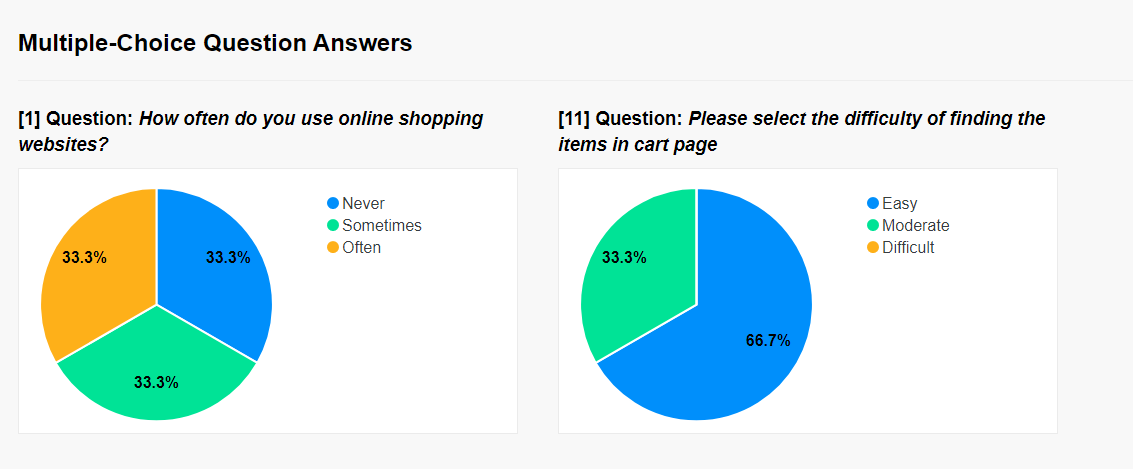 Multiple-Choice Question Answers
[1] Question: How often do you use online shopping
websites?
Never
Sometimes
Often
33.3%
33.3%
33.3%
[11] Question: Please select the difficulty of finding the
items in cart page
Easy
Moderate
Difficult
33.3%
66.7%